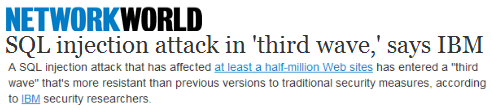 NETWORKWORLD
SQL injection attack in 'third wave,' says IBM
A SQL injection attack that has affected at least a half-million Web sites has entered a "third
wave" that's more resistant than previous versions to traditional security measures, according
to IBM security researchers.